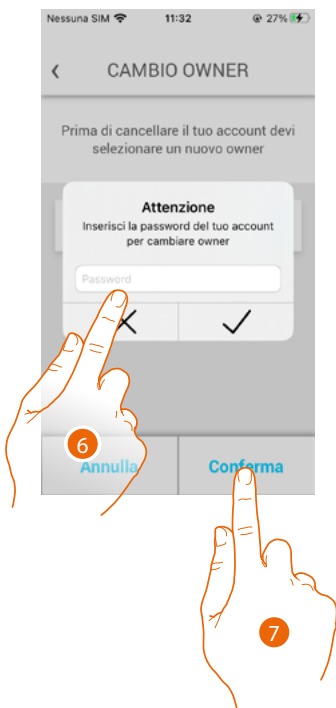 Nessuna SIM 11:32 27%
CAMBIO OWNER
Prima di cancellare il tuo account devi
selezionare un nuovo owner
Attenzione
Inserisci la password del tuo account
per cambiare owner
Password
6
Annulla
Conferma
7